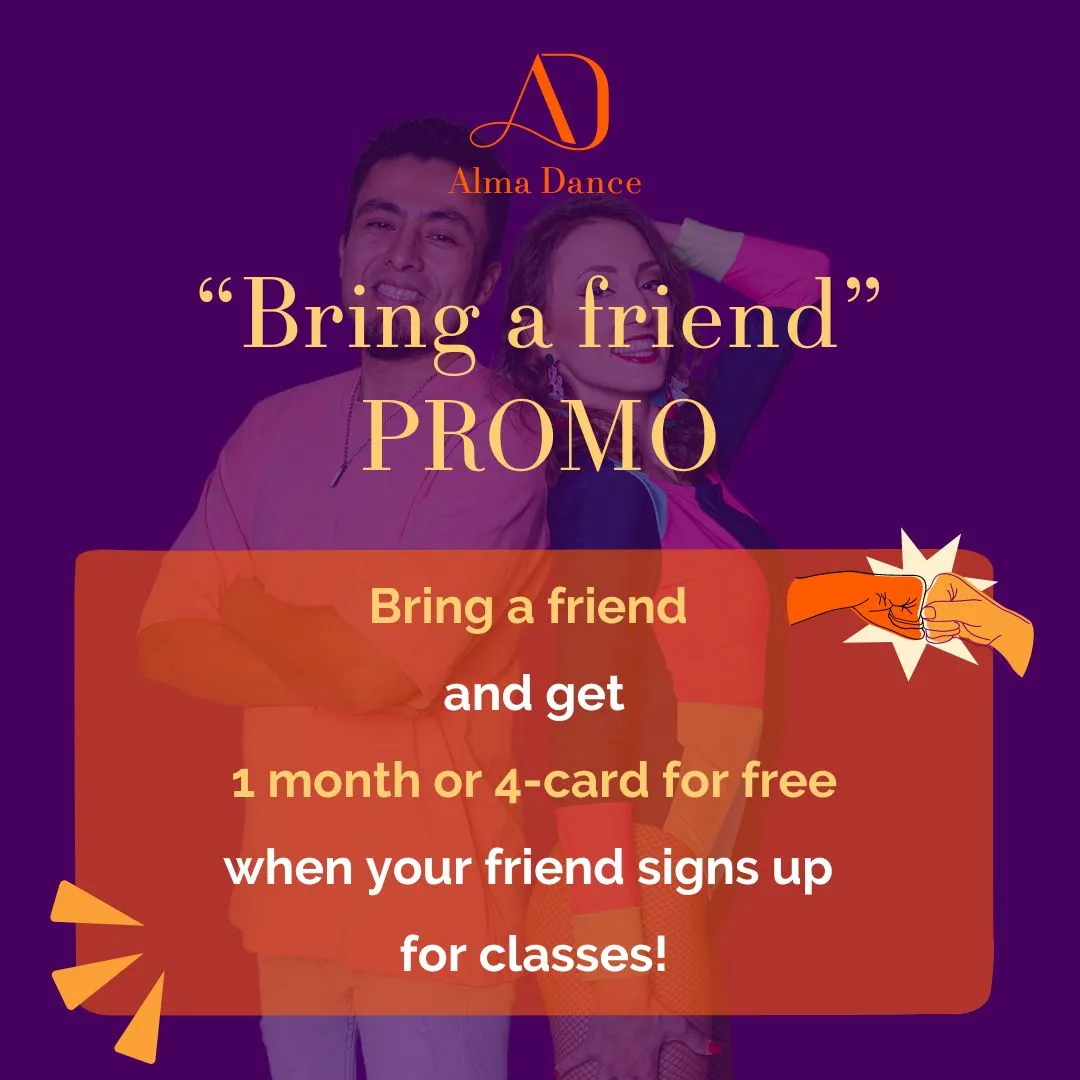 AD
Alma Dance
“Bring a friend”
PROMO
Bring a friend
and get
1 month or 4-card for free
when your friend signs up
for classes!